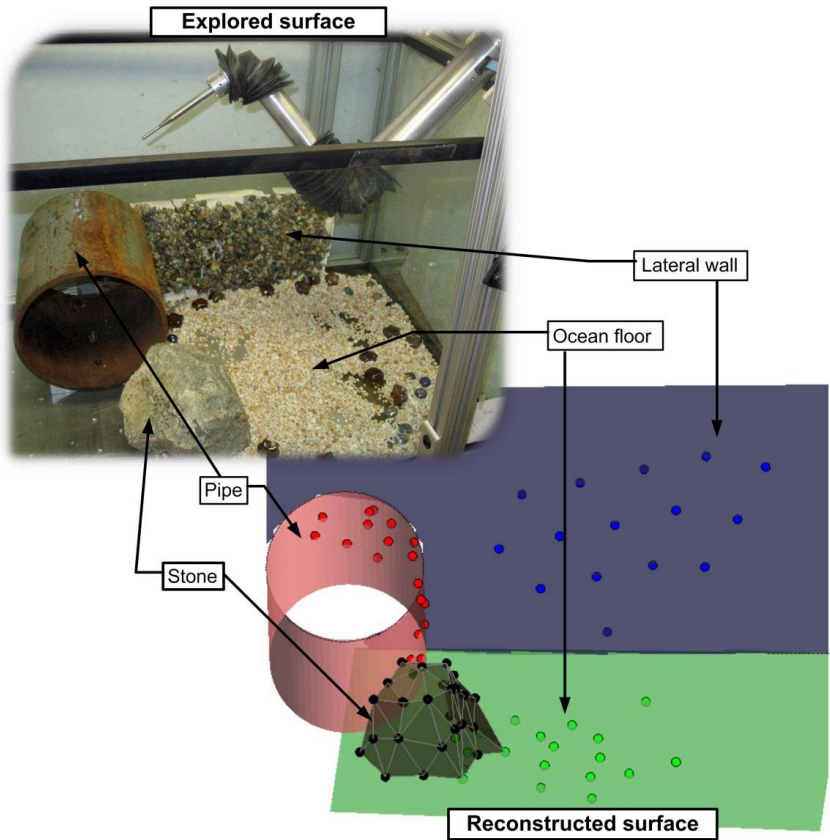 Explored surface
Lateral wall
Ocean floor
Pipe
Stone
Reconstructed surface